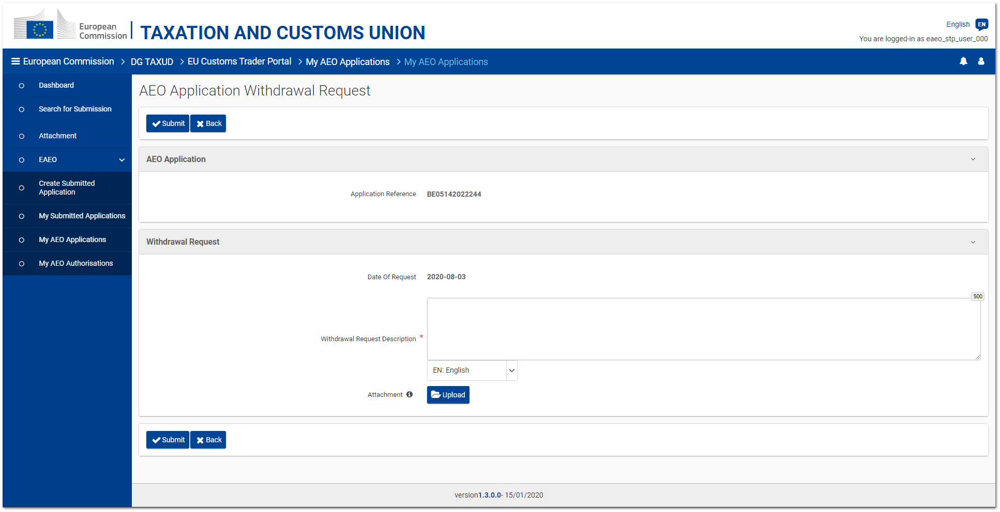 European
Commission
TAXATION AND CUSTOMS UNION
English EN
You are logged-in as eaeo_stp_user_000
European Commission > DG TAXUD > EU Customs Trader Portal > My AEO Applications > My AEO Applications
Dashboard
Search for Submission
Attachment
EAEO
Create Submitted
Application
My Submitted Applications
My AEO Applications
My AEO Authorisations
AEO Application Withdrawal Request
Submit Back
AEO Application
Application Reference BE05142022244
Withdrawal Request
Date Of Request 2020-08-03
500
Withdrawal Request Description *
EN: English
Attachment Upload
Submit Back
version1.3.0.0- 15/01/2020